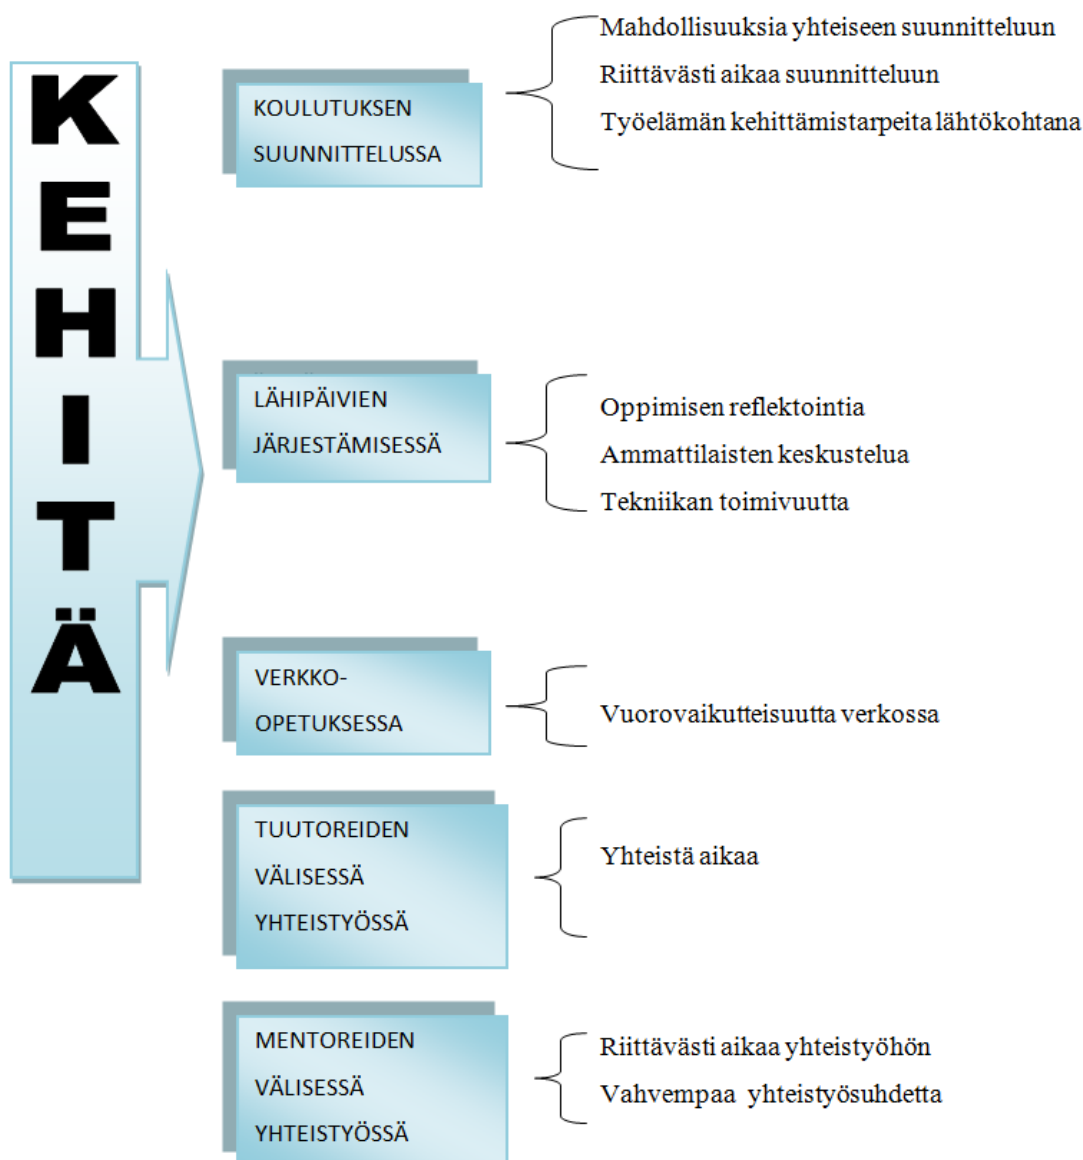 KEHITÄ
KOULUTUKSEN
SUUNNITTELUSSA
Mahdollisuuksia yhteiseen suunnitteluun
Riittävästi aikaa suunnitteluun
Työelämän kehittämistarpeita lähtökohtana
LÄHIPÄIVIEN
JÄRJESTÄMISESSÄ
Oppimisen reflektointia
Ammattilaisten keskustelua
Tekniikan toimivuutta
VERKKO-
OPETUKSESSA
Vuorovaikutteisuutta verkossa
TUUTOREIDEN
VÄLISESSÄ
YHTEISTYÖSSÄ
Yhteistä aikaa
MENTOREIDEN
VÄLISESSÄ
YHTEISTYÖSSÄ
Riittävästi aikaa yhteistyöhön
Vahvempaa yhteistyösuhdetta